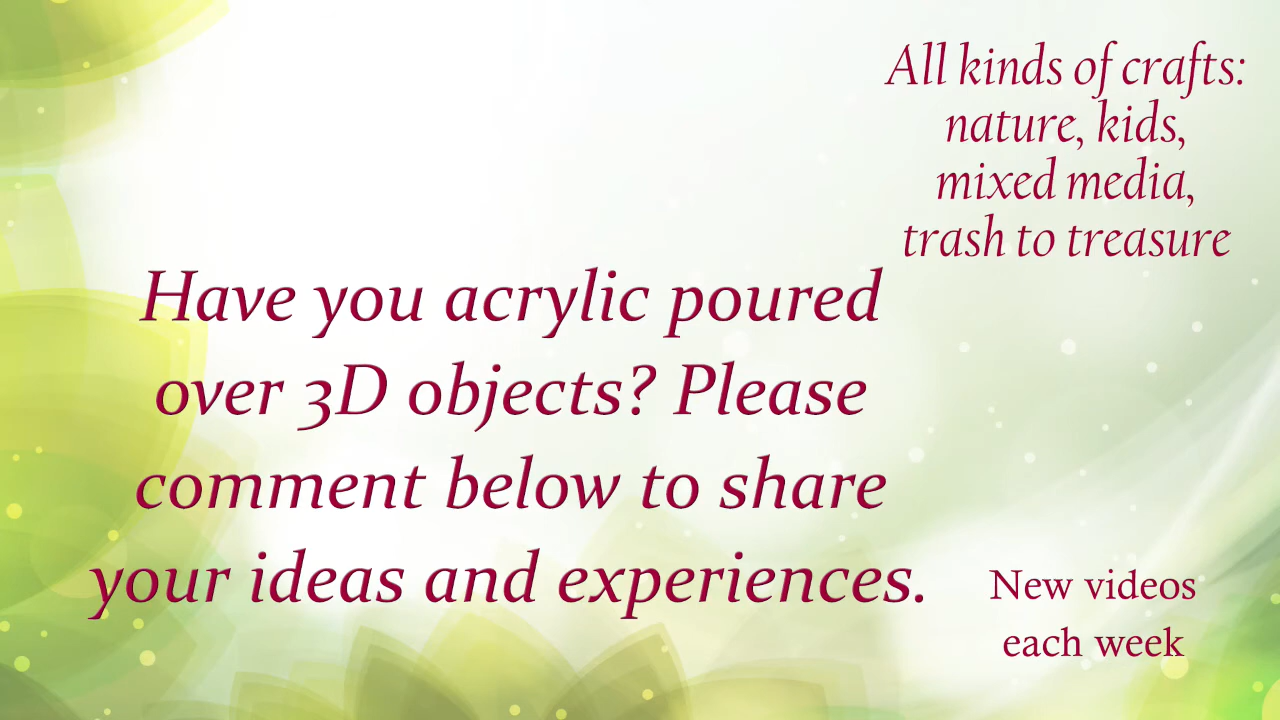 All kinds of crafts:
nature, kids,
mixed media,
trash to treasure
Have you acrylic poured
over 3D objects? Please
comment below to share
your ideas and experiences.
New videos
each week